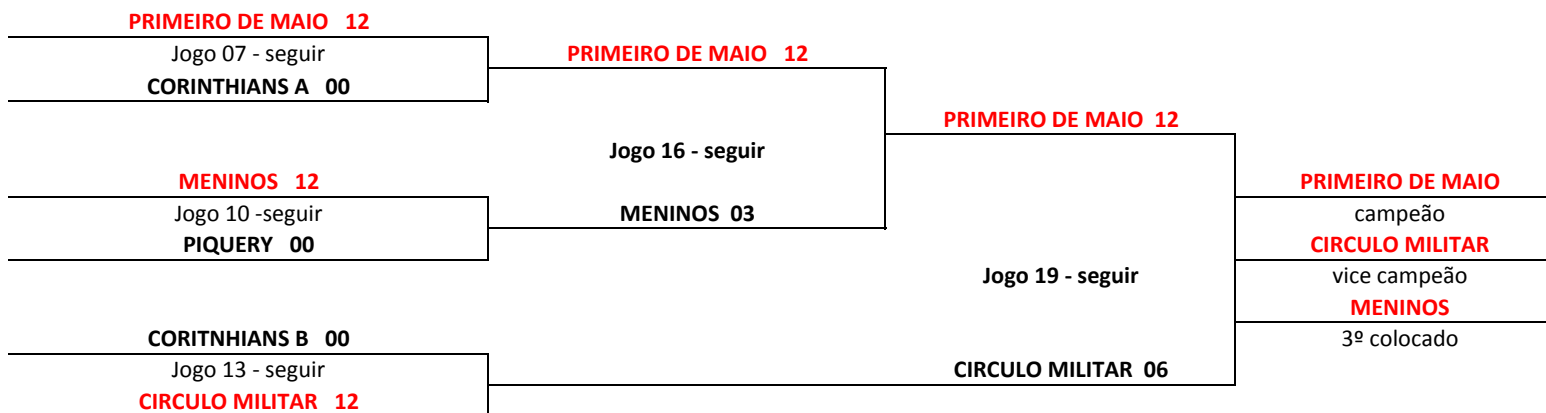 PRIMEIRO DE MAIO 12
Jogo 07 - seguir
CORINTHIANS A 00
MENINOS 12
Jogo 10 -seguir
PIQUERY 00
CORITNHIANS B 00
Jogo 13 - seguir
CIRCULO MILITAR 12
PRIMEIRO DE MAIO 12
Jogo 16 - seguir
MENINOS 03
PRIMEIRO DE MAIO 12
Jogo 19 - seguir
CIRCULO MILITAR 06
PRIMEIRO DE MAIO
campeão
CIRCULO MILITAR
vice campeão
MENINOS
3º colocado